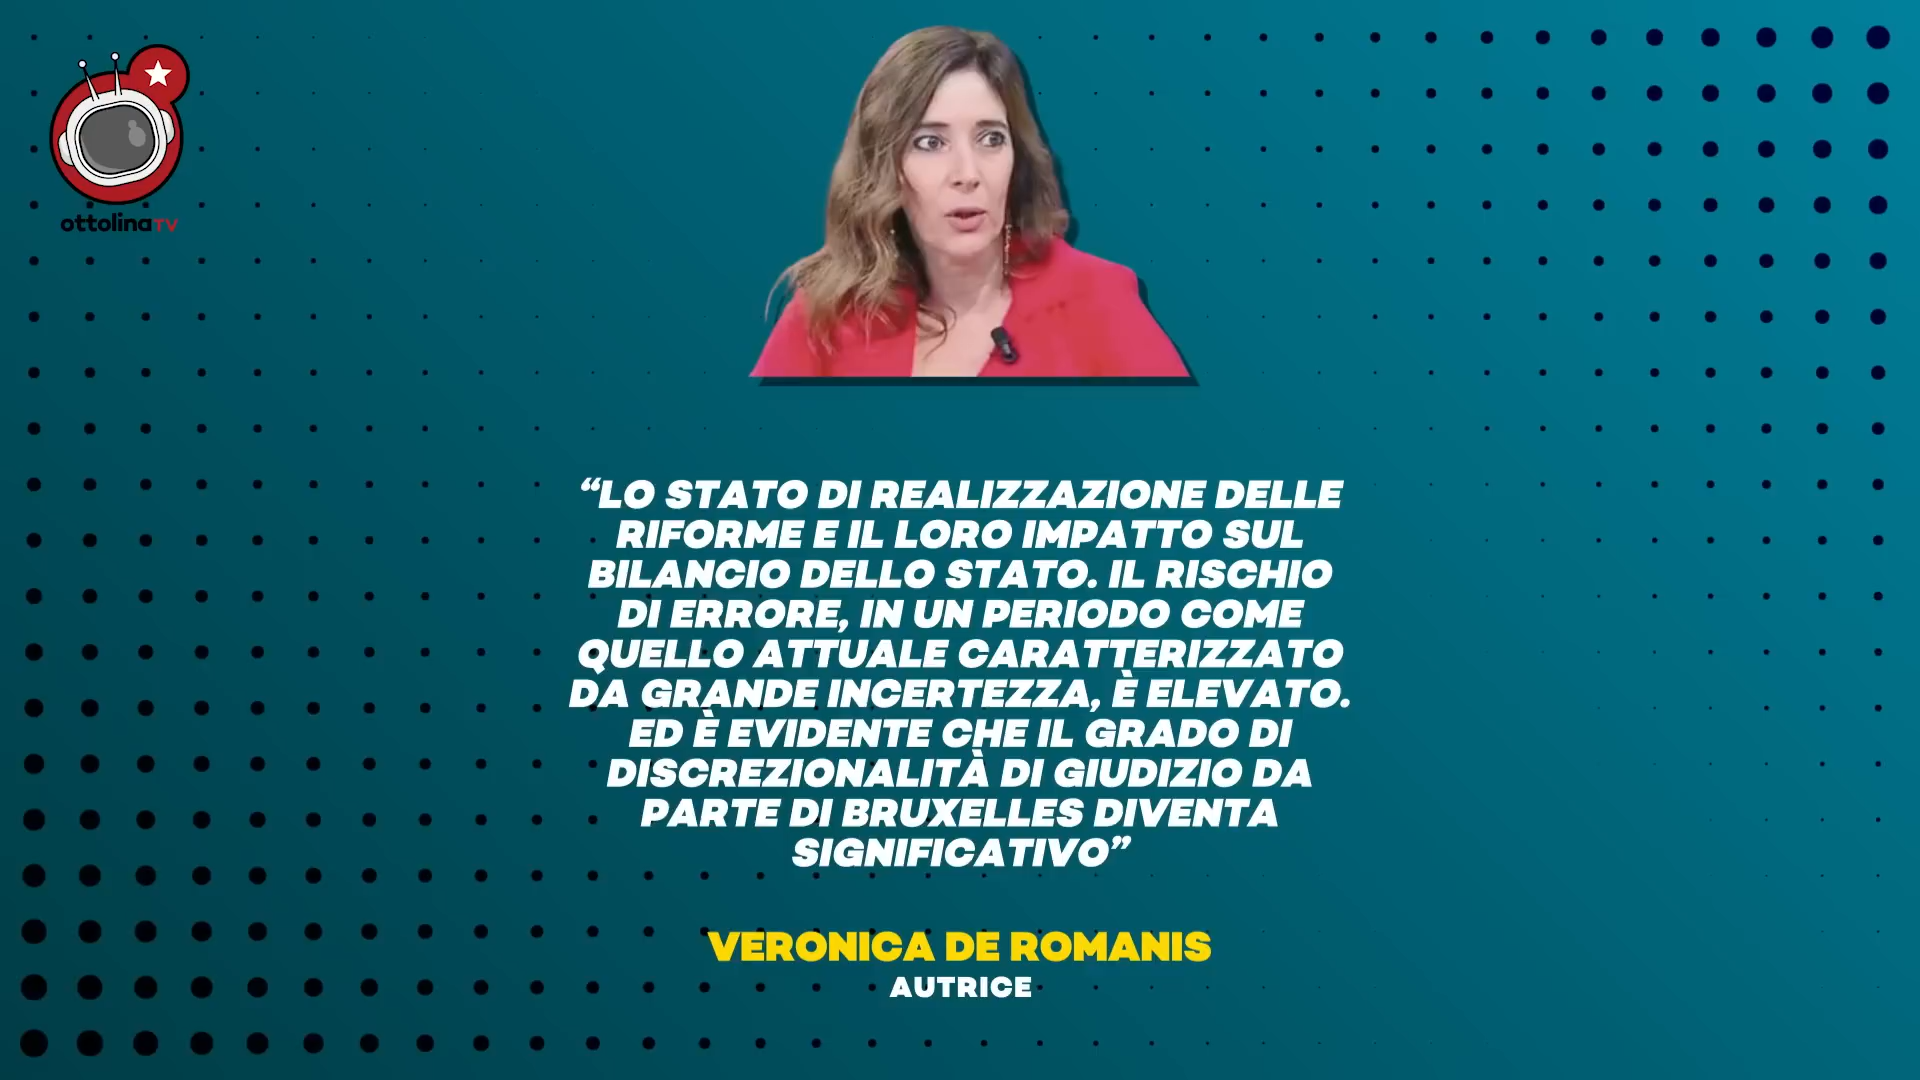 ottolinaTV
“LO STATO DI REALIZZAZIONE DELLE
RIFORME E IL LORO IMPATTO SUL
BILANCIO DELLO STATO. IL RISCHIO
DI ERRORE, IN UN PERIODO COME
QUELLO ATTUALE CARATTERIZZATO
DA GRANDE INCERTEZZA, È ELEVATO.
ED È EVIDENTE CHE IL GRADO DI
DISCREZIONALITÀ DI GIUDIZIO DA
PARTE DI BRUXELLES DIVENTA
SIGNIFICATIVO”
VERONICA DE ROMANIS
AUTRICE